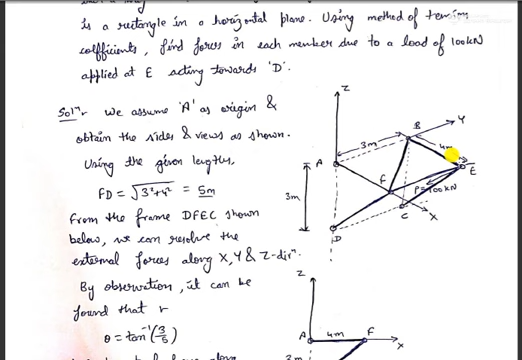 is a rectangle in a horizontal plane. Using method of tension
coefficients, find forces in each member due to a load of 100kN
applied at E acting towards 'D'.
Solⁿ:- We assume 'A' as origin &
obtain the sides & views as shown.
Using the given lengths,
FD = √3²+4² = 5m
From the frame DFEC shown
below, we can resolve the
external forces along X, Y & Z-dirⁿ.
By observation, it can be
found that :-
θ = tan⁻¹(3/5)
Z
B
Y
3m
4m
A
E
F
P=100kN
3m
C
X
D
Z
A
4m
F
X
3m